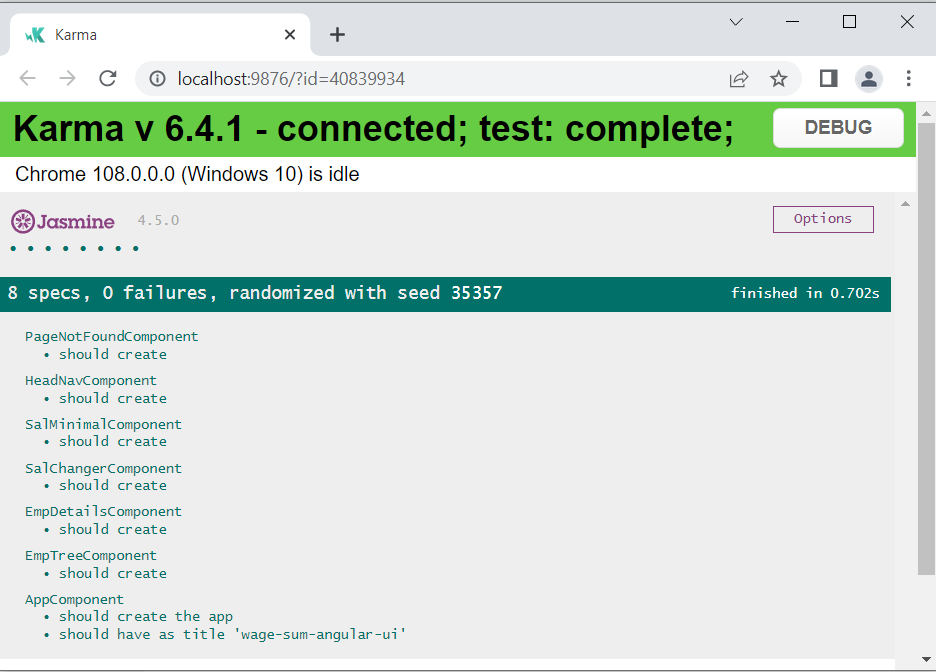 Karma
localhost:9876/?id=40839934
Karma v 6.4.1 - connected; test: complete;
DEBUG
Chrome 108.0.0.0 (Windows 10) is idle
Jasmine 4.5.0
Options
• • • • • • • •
8 specs, 0 failures, randomized with seed 35357
finished in 0.702s
PageNotFoundComponent
• should create
HeadNavComponent
• should create
SalMinimalComponent
• should create
SalChangerComponent
• should create
EmpDetailsComponent
• should create
EmpTreeComponent
• should create
AppComponent
• should create the app
• should have as title 'wage-sum-angular-ui'